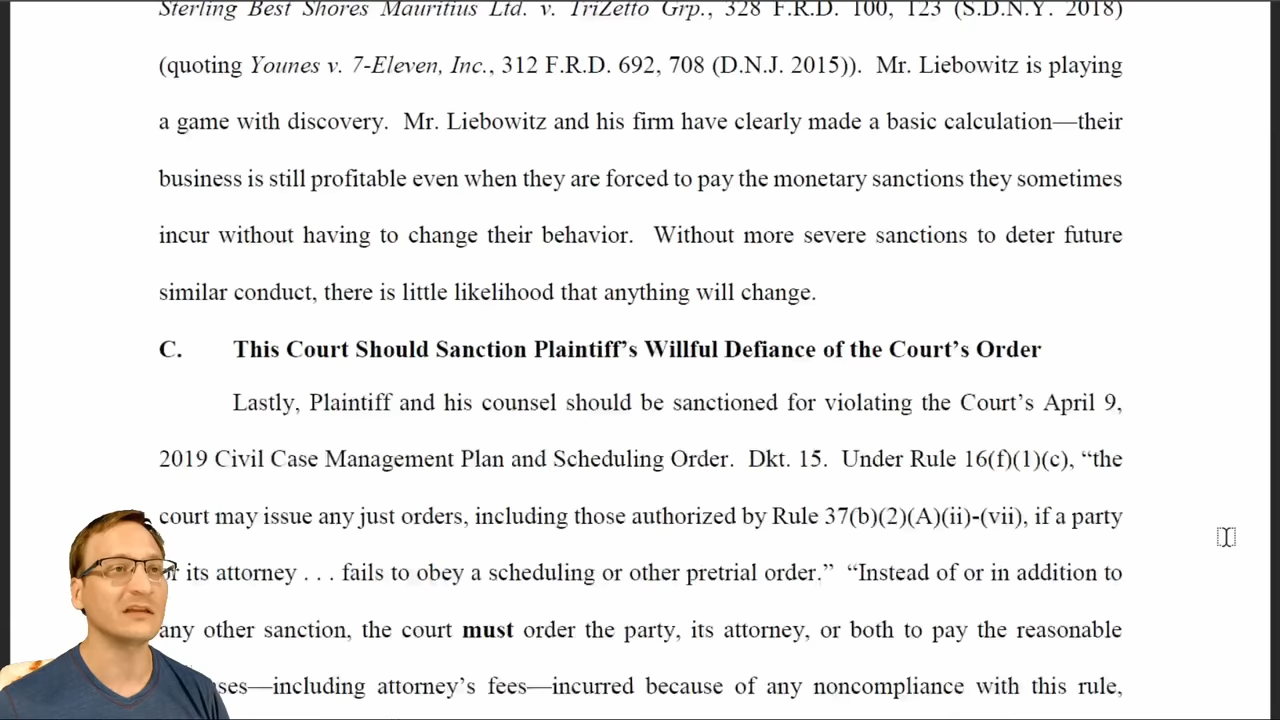 Sterling Best Shores Mauritius Ltd. v. TriZetto Grp., 328 F.R.D. 100, 123 (S.D.N.Y. 2018)
(quoting Younes v. 7-Eleven, Inc., 312 F.R.D. 692, 708 (D.N.J. 2015)). Mr. Liebowitz is playing
a game with discovery. Mr. Liebowitz and his firm have clearly made a basic calculation—their
business is still profitable even when they are forced to pay the monetary sanctions they sometimes
incur without having to change their behavior. Without more severe sanctions to deter future
similar conduct, there is little likelihood that anything will change.
C. This Court Should Sanction Plaintiff’s Willful Defiance of the Court’s Order
Lastly, Plaintiff and his counsel should be sanctioned for violating the Court’s April 9,
2019 Civil Case Management Plan and Scheduling Order. Dkt. 15. Under Rule 16(f)(1)(c), “the
court may issue any just orders, including those authorized by Rule 37(b)(2)(A)(ii)-(vii), if a party
its attorney . . . fails to obey a scheduling or other pretrial order.” “Instead of or in addition to
any other sanction, the court must order the party, its attorney, or both to pay the reasonable
—including attorney’s fees—incurred because of any noncompliance with this rule,